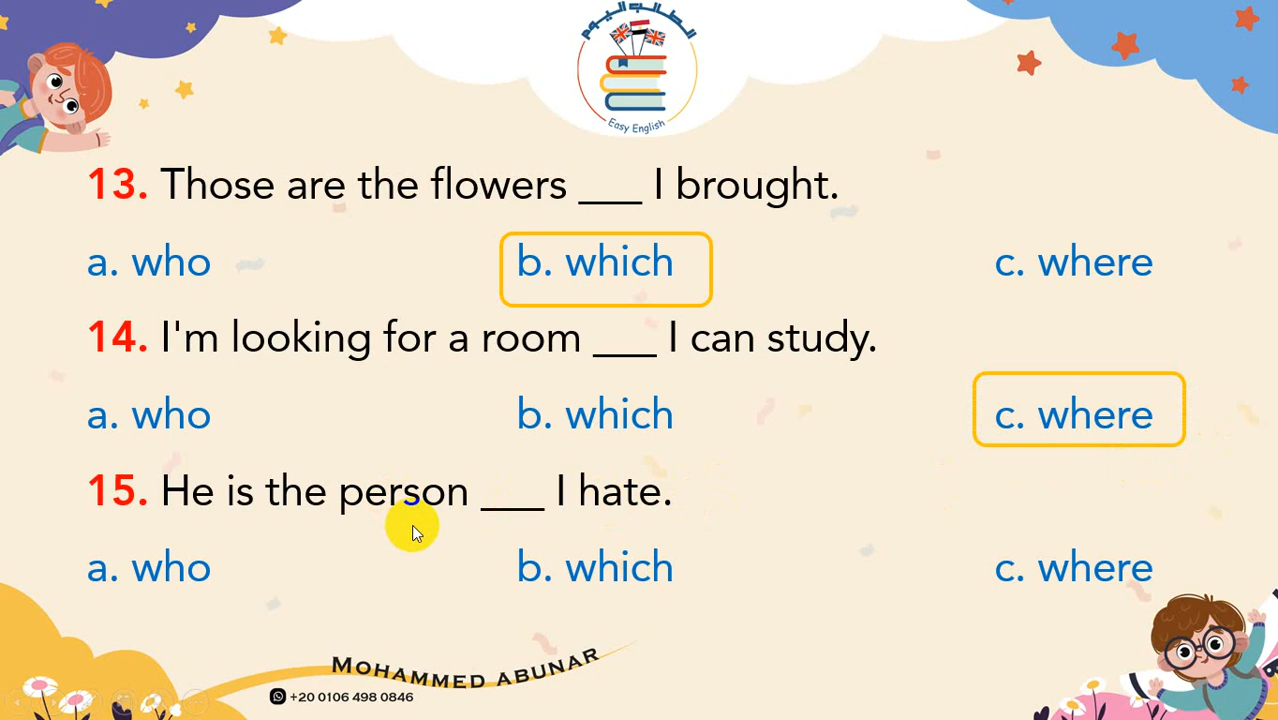 الطالب اليوم
Easy English
13. Those are the flowers ___ I brought.
a. who b. which c. where
14. I'm looking for a room ___ I can study.
a. who b. which c. where
15. He is the person ___ I hate.
a. who b. which c. where
MOHAMMED ABUNAR
+20 0106 498 0846